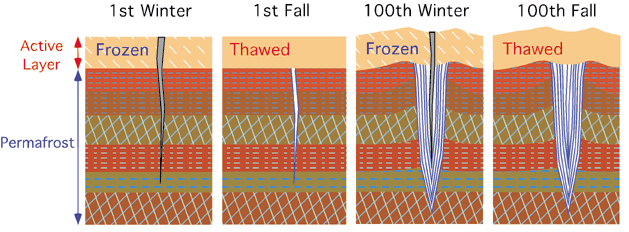 1st Winter
1st Fall
100th Winter
100th Fall
Active
Layer
Frozen
Thawed
Frozen
Thawed
Permafrost